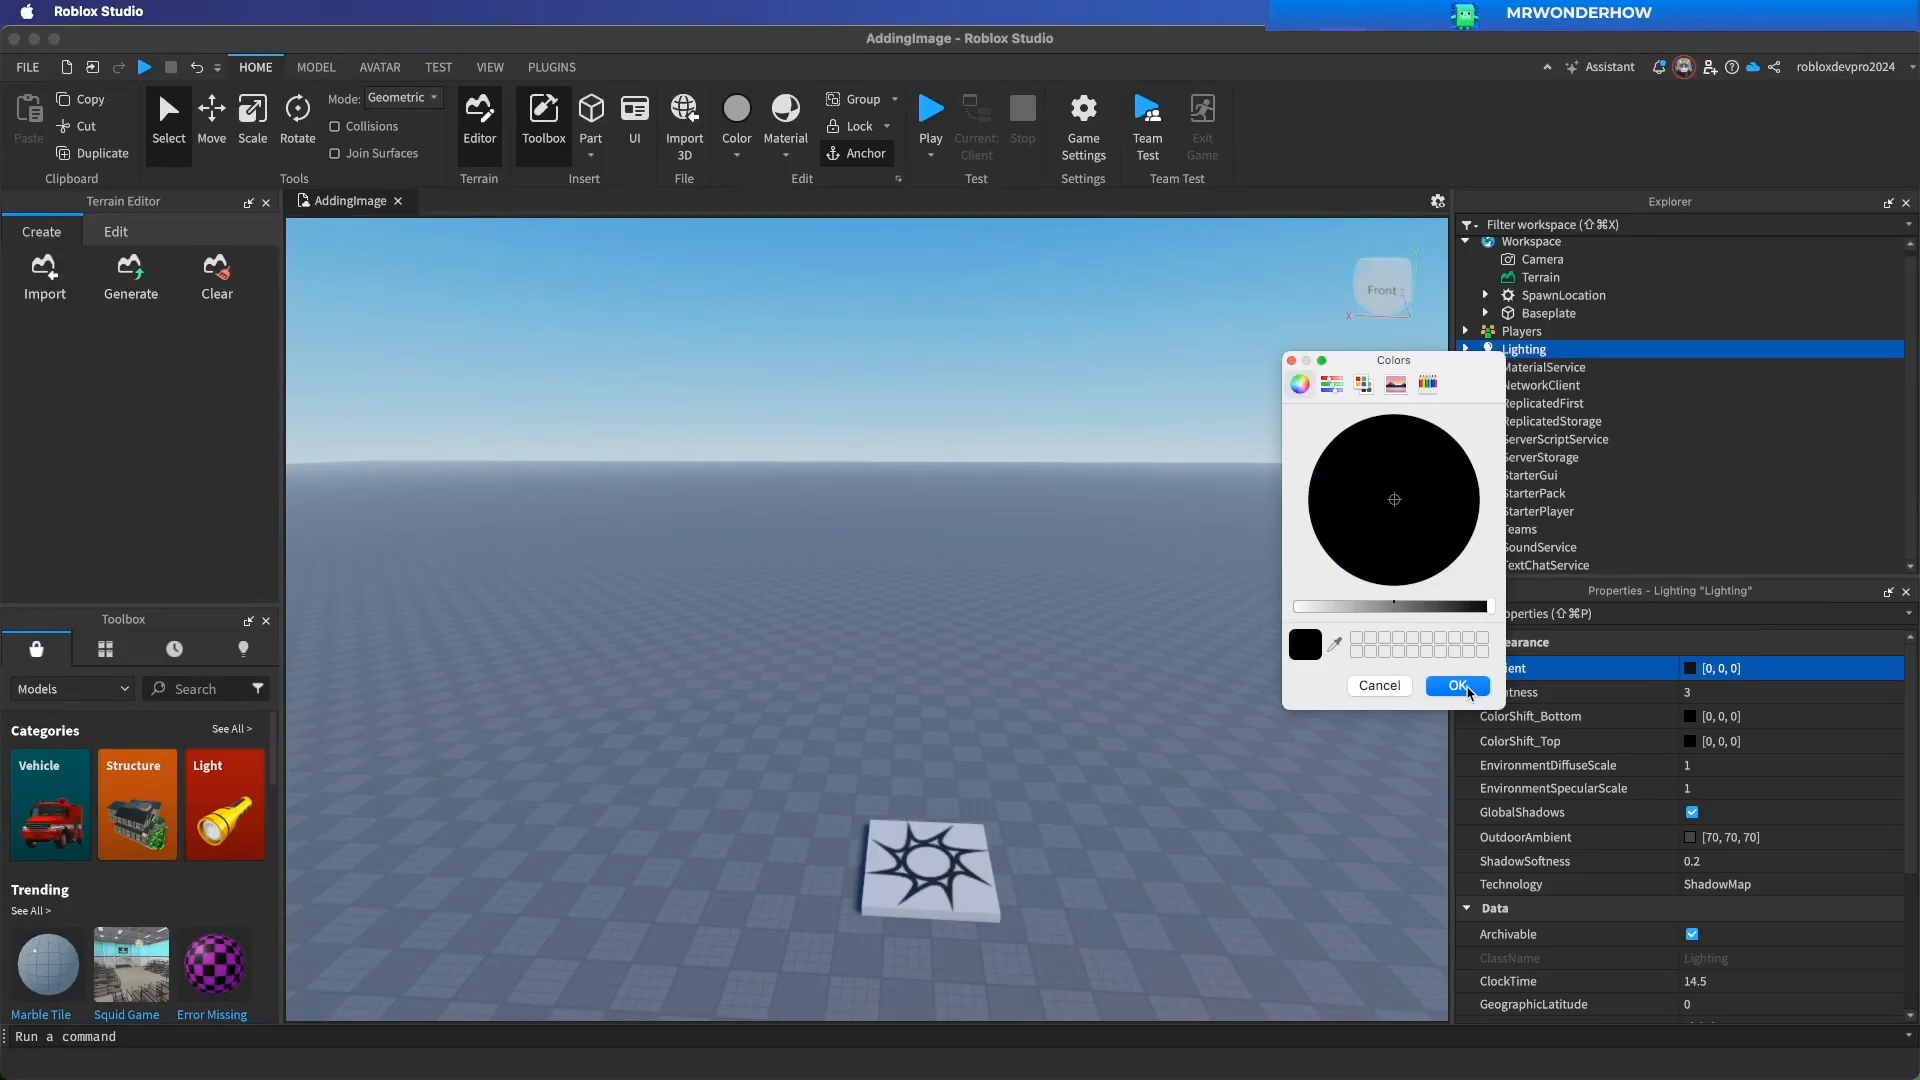 Roblox Studio
MRWONDERHOW
AddingImage - Roblox Studio
FILE
HOME
MODEL
AVATAR
TEST
VIEW
PLUGINS
Assistant
robloxdevpro2024
Paste
Copy
Cut
Duplicate
Clipboard
Select
Move
Scale
Rotate
Mode: Geometric
Collisions
Join Surfaces
Tools
Editor
Terrain
Toolbox
Part
UI
Insert
Import
3D
File
Color
Material
Group
Lock
Anchor
Edit
Play
Current:
Client
Stop
Test
Game
Settings
Settings
Team
Test
Exit
Game
Team Test
Terrain Editor
Create
Edit
Import
Generate
Clear
AddingImage
Front
X
Colors
Cancel
OK
Explorer
Filter workspace (⇧⌘X)
Workspace
Camera
Terrain
SpawnLocation
Baseplate
Players
Lighting
MaterialService
NetworkClient
ReplicatedFirst
ReplicatedStorage
ServerScriptService
ServerStorage
StarterGui
StarterPack
StarterPlayer
Teams
SoundService
TextChatService
Properties - Lighting "Lighting"
operties (⇧⌘P)
earance
ient [0, 0, 0]
ntness 3
ColorShift_Bottom [0, 0, 0]
ColorShift_Top [0, 0, 0]
EnvironmentDiffuseScale 1
EnvironmentSpecularScale 1
GlobalShadows
OutdoorAmbient [70, 70, 70]
ShadowSoftness 0.2
Technology ShadowMap
Data
Archivable
ClassName Lighting
ClockTime 14.5
GeographicLatitude 0
Toolbox
Models
Search
Categories
See All >
Vehicle
Structure
Light
Trending
See All >
Marble Tile
Squid Game
Error Missing
Run a command